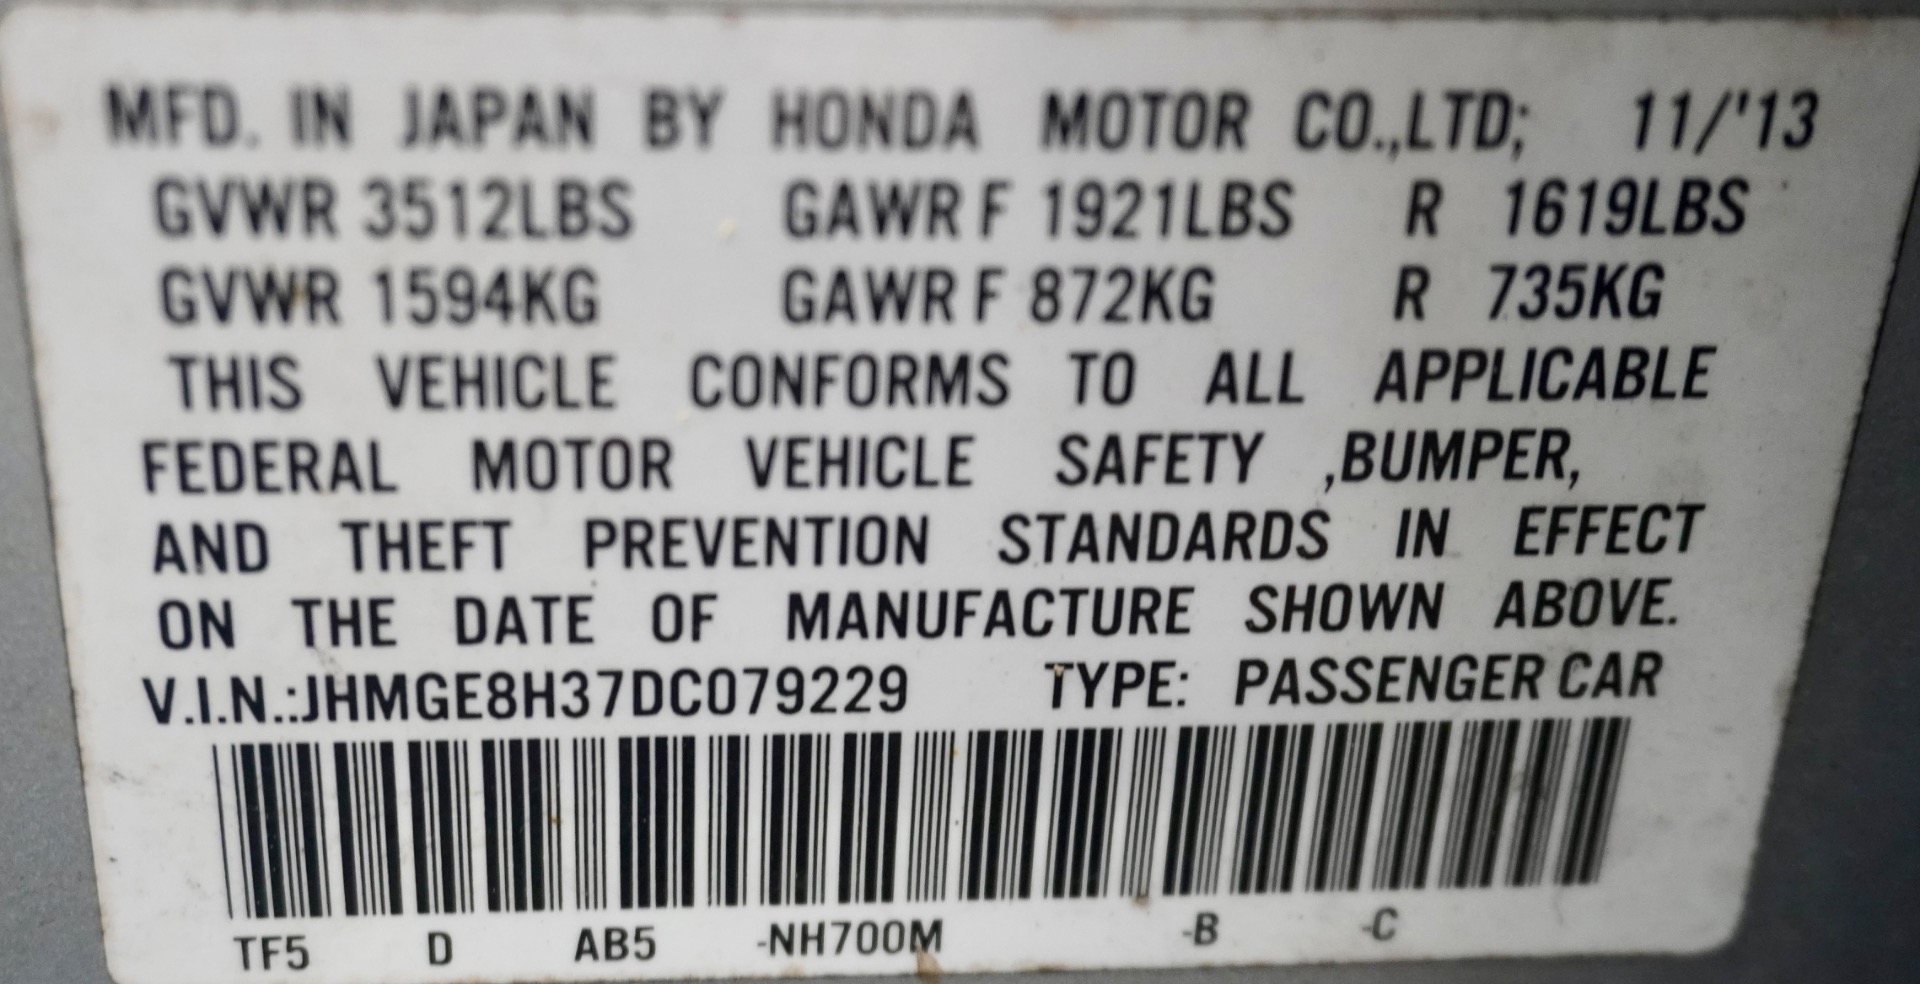 MFD. IN JAPAN BY HONDA MOTOR CO.,LTD; 11/'13
GVWR 3512LBS GAWR F 1921LBS R 1619LBS
GVWR 1594KG GAWR F 872KG R 735KG
THIS VEHICLE CONFORMS TO ALL APPLICABLE
FEDERAL MOTOR VEHICLE SAFETY ,BUMPER,
AND THEFT PREVENTION STANDARDS IN EFFECT
ON THE DATE OF MANUFACTURE SHOWN ABOVE.
V.I.N.:JHMGE8H37DC079229 TYPE: PASSENGER CAR
TF5 D AB5 -NH700M -B -C